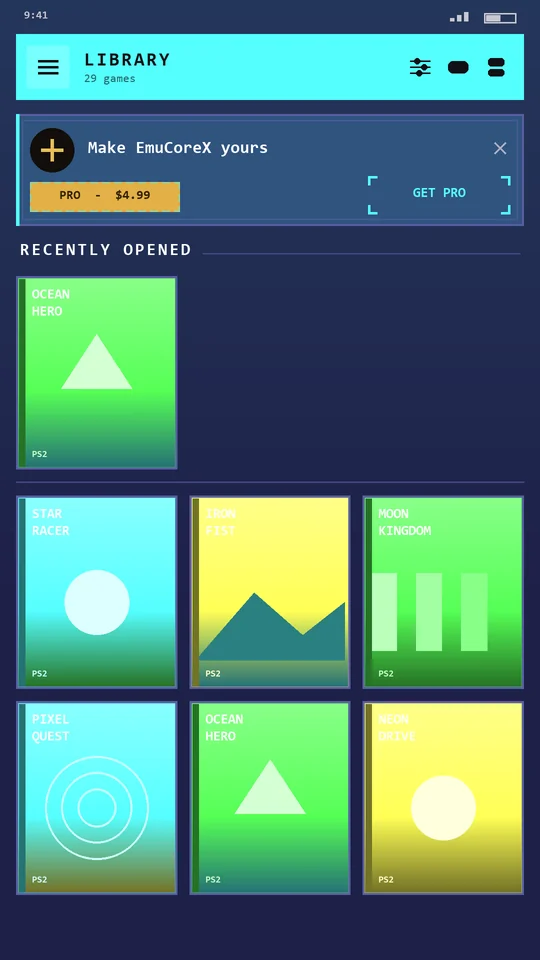 9:41
LIBRARY
29 games
Make EmuCoreX yours
PRO - $4.99
GET PRO
RECENTLY OPENED
OCEAN
HERO
PS2
STAR
RACER
PS2
IRON
FIST
PS2
MOON
KINGDOM
PS2
PIXEL
QUEST
PS2
OCEAN
HERO
PS2
NEON
DRIVE
PS2